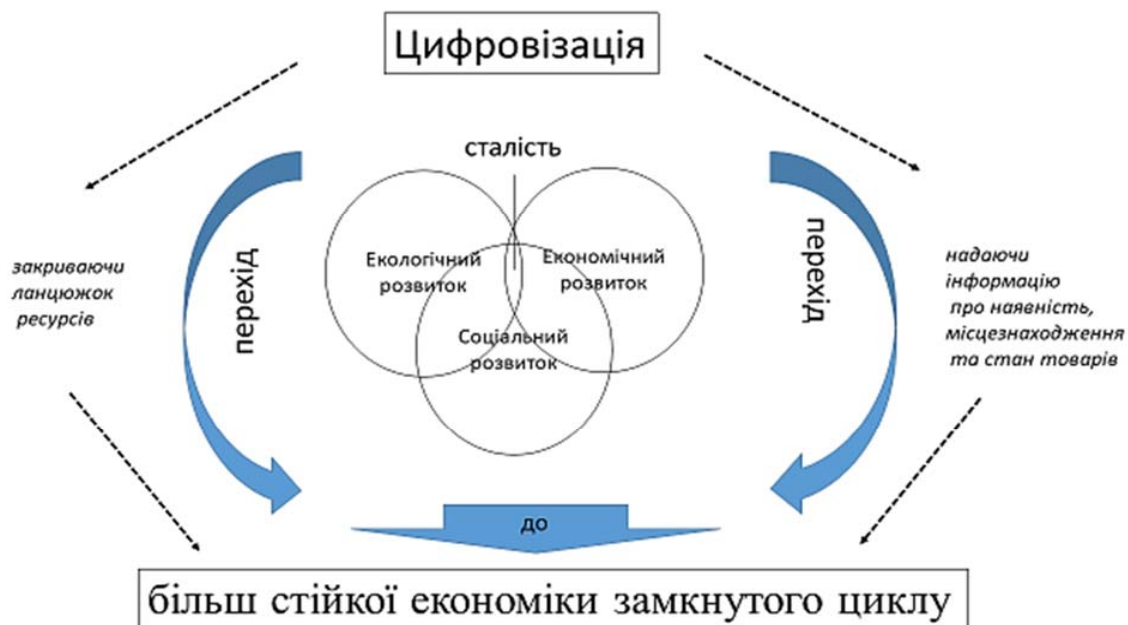 Цифровізація
сталість
Екологічний
розвиток
Економічний
розвиток
Соціальний
розвиток
перехід
перехід
закриваючи
ланцюжок
ресурсів
надаючи
інформацію
про наявність,
місцезнаходження
та стан товарів
до
більш стійкої економіки замкнутого циклу